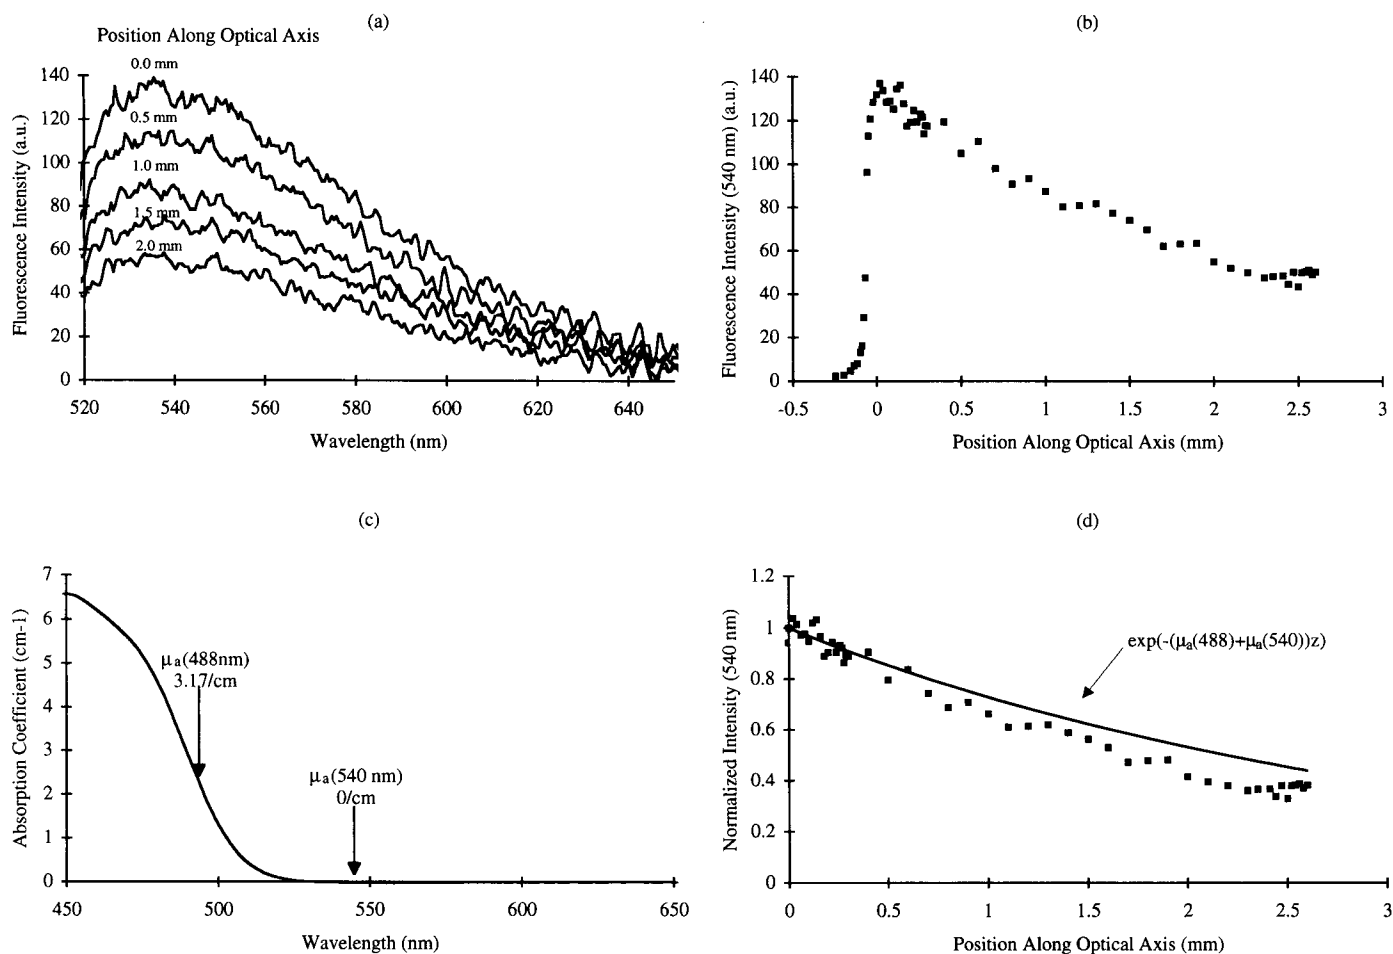 (a)
Position Along Optical Axis
0.0 mm
0.5 mm
1.0 mm
1.5 mm
2.0 mm
140
120
100
80
60
40
20
0
520 540 560 580 600 620 640
Fluorescence Intensity (a.u.)
Wavelength (nm)
(b)
140
120
100
80
60
40
20
0
-0.5 0 0.5 1 1.5 2 2.5 3
Fluorescence Intensity (540 nm) (a.u.)
Position Along Optical Axis (mm)
(c)
7
6
5
4
3
2
1
0
μa(488nm)
3.17/cm
μa(540 nm)
0/cm
450 500 550 600 650
Absorption Coefficient (cm-1)
Wavelength (nm)
(d)
1.2
1
0.8
0.6
0.4
0.2
0
exp(-(μa(488)+μa(540))z)
0 0.5 1 1.5 2 2.5 3
Normalized Intensity (540 nm)
Position Along Optical Axis (mm)